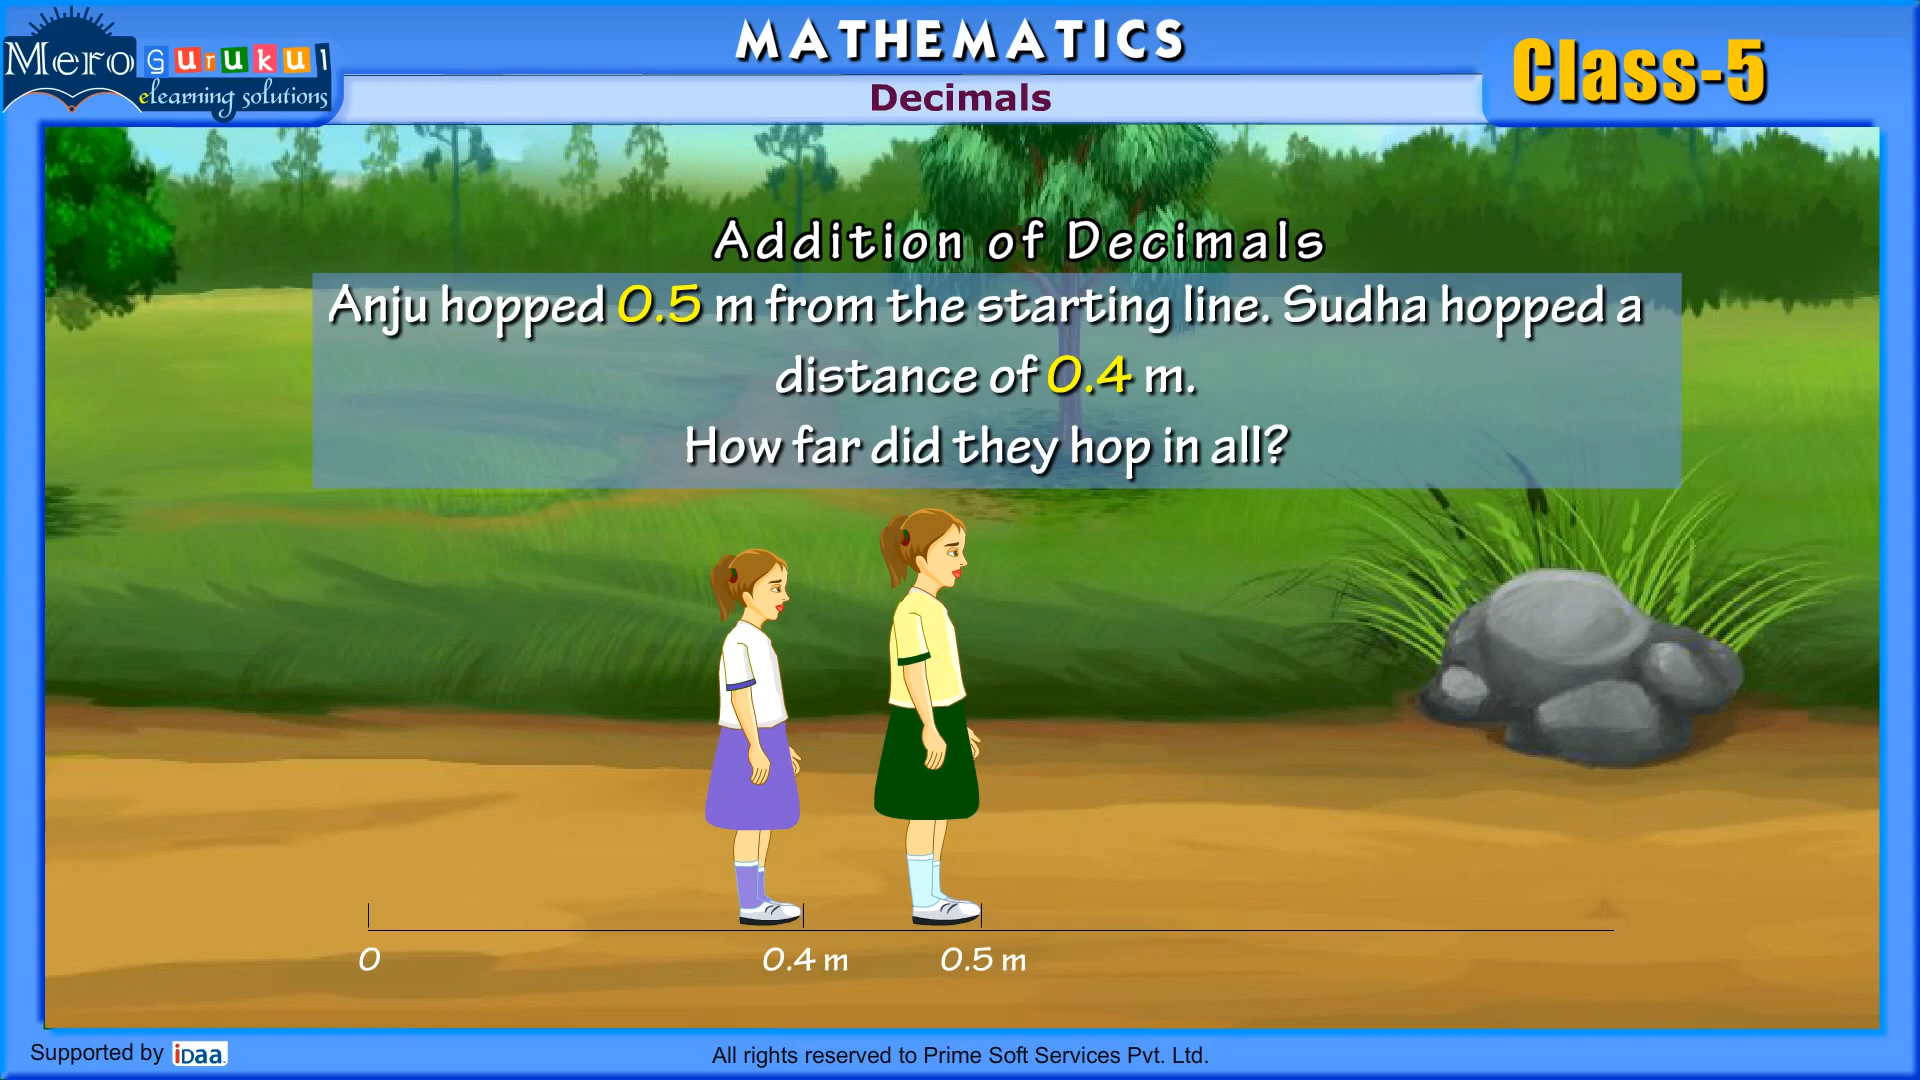 MATHEMATICS
Mero Gurukul
elearning solutions
Class-5
Decimals
Addition of Decimals
Anju hopped 0.5 m from the starting line. Sudha hopped a
distance of 0.4 m.
How far did they hop in all?
0
0.4 m
0.5 m
Supported by iDaa
All rights reserved to Prime Soft Services Pvt. Ltd.